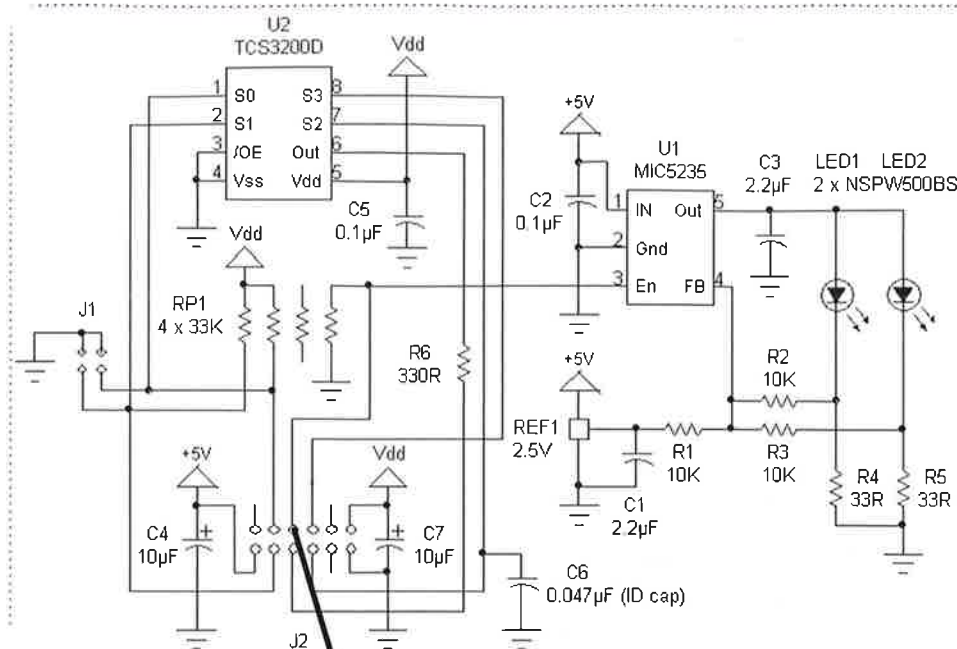 U2
TCS3200D
Vdd
1 S0 S3 8
2 S1 S2 7
3 /OE Out 6
4 Vss Vdd 5
+5V
U1
MIC5235
C3
2.2µF
LED1 LED2
2 x NSPW500BS
C2
0.1µF
1 IN Out 5
2 Gnd
3 En FB 4
C5
0.1µF
Vdd
RP1
4 x 33K
J1
R6
330R
+5V
R2
10K
REF1
2.5V
R1
10K
R3
10K
C1
2.2µF
R4
33R
R5
33R
+5V
Vdd
C4
10µF
C7
10µF
C6
0.047µF (ID cap)
J2